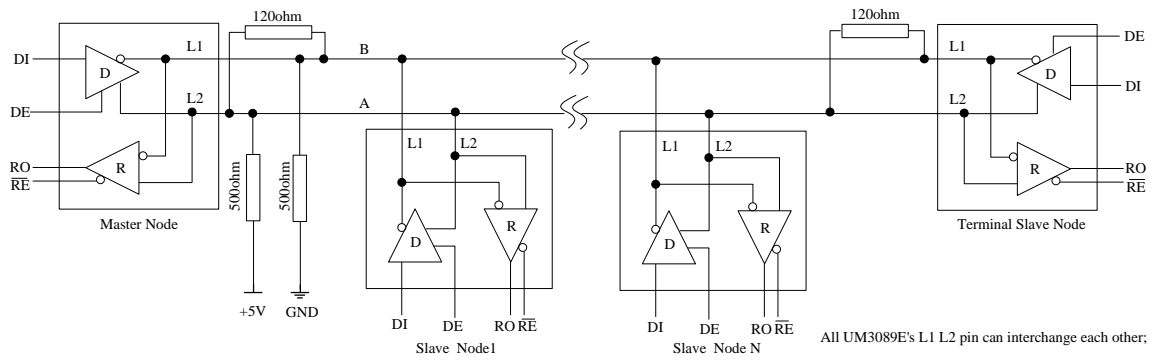 120ohm
120ohm
L1
B
L1
DE
DI
D
D
L2
A
L2
DI
DE
L1
L2
L1
L2
RO
R
RE
500ohm
500ohm
R
RO
RE
Master Node
R
R
Terminal Slave Node
D
D
+5V
GND
DI
DE
RO
RE
DI
DE
RO
RE
All UM3089E's L1 L2 pin can interchange each other;
Slave Node1
Slave Node N